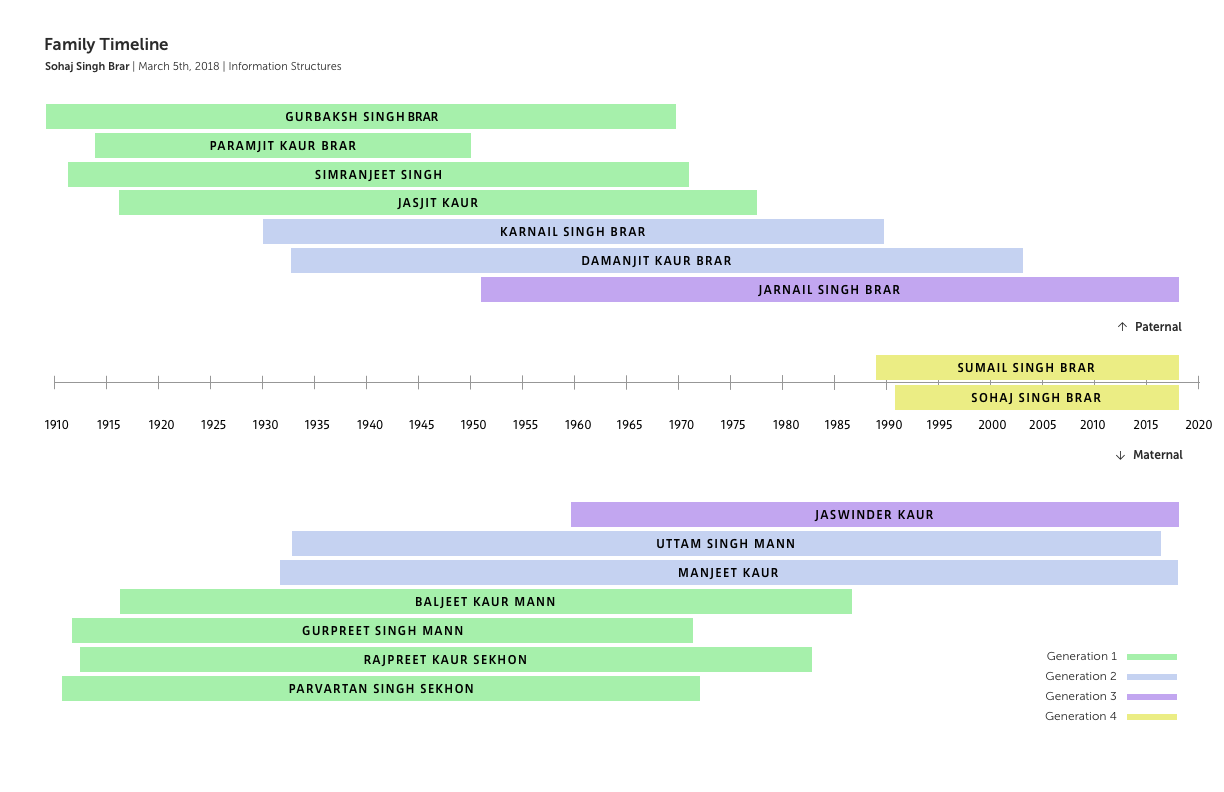 Family Timeline
Sohaj Singh Brar | March 5th, 2018 | Information Structures
GURBAKSH SINGH BRAR
PARAMJIT KAUR BRAR
SIMRANJEET SINGH
JASJIT KAUR
KARNAIL SINGH BRAR
DAMANJIT KAUR BRAR
JARNAIL SINGH BRAR
↑ Paternal
SUMAIL SINGH BRAR
SOHAJ SINGH BRAR
1910 1915 1920 1925 1930 1935 1940 1945 1950 1955 1960 1965 1970 1975 1980 1985 1990 1995 2000 2005 2010 2015 2020
↓ Maternal
JASWINDER KAUR
UTTAM SINGH MANN
MANJEET KAUR
BALJEET KAUR MANN
GURPREET SINGH MANN
RAJPREET KAUR SEKHON
PARVARTAN SINGH SEKHON
Generation 1
Generation 2
Generation 3
Generation 4